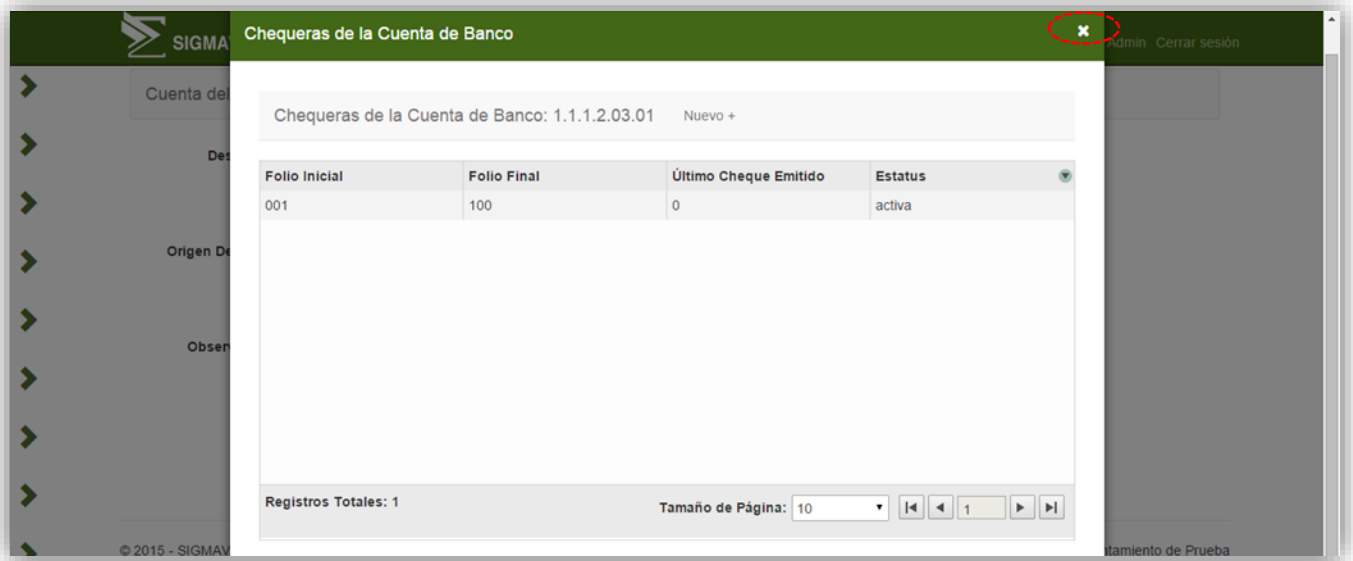 SIGMAV
Chequeras de la Cuenta de Banco
Admin Cerrar sesión
Cuenta del
Chequeras de la Cuenta de Banco: 1.1.1.2.03.01 Nuevo +
Des
Folio Inicial Folio Final Último Cheque Emitido Estatus
001 100 0 activa
Origen De
Obser
Registros Totales: 1 Tamaño de Página: 10 1
© 2015 - SIGMAV
tamiento de Prueba